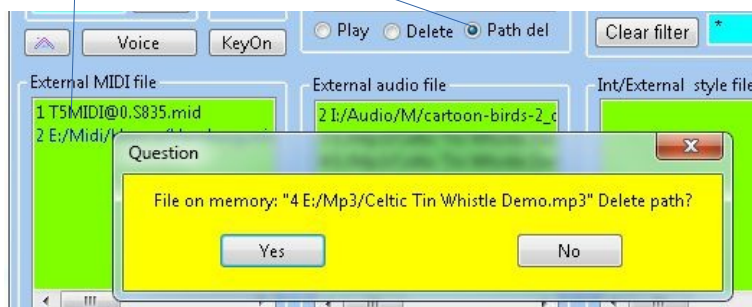 Play Delete Path del
Clear filter *
Voice KeyOn
External MIDI file
External audio file
Int/External style file
1 T5MIDI@0.S835.mid
2 E:/Midi/
2 I:/Audio/M/cartoon-birds-2_c
Question
File on memory: "4 E:/Mp3/Celtic Tin Whistle Demo.mp3" Delete path?
Yes No